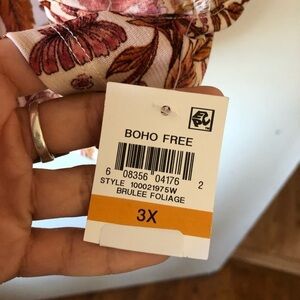 BOHO FREE
6 08356 04176 2
STYLE 100021975W
BRULEE FOLIAGE
3X